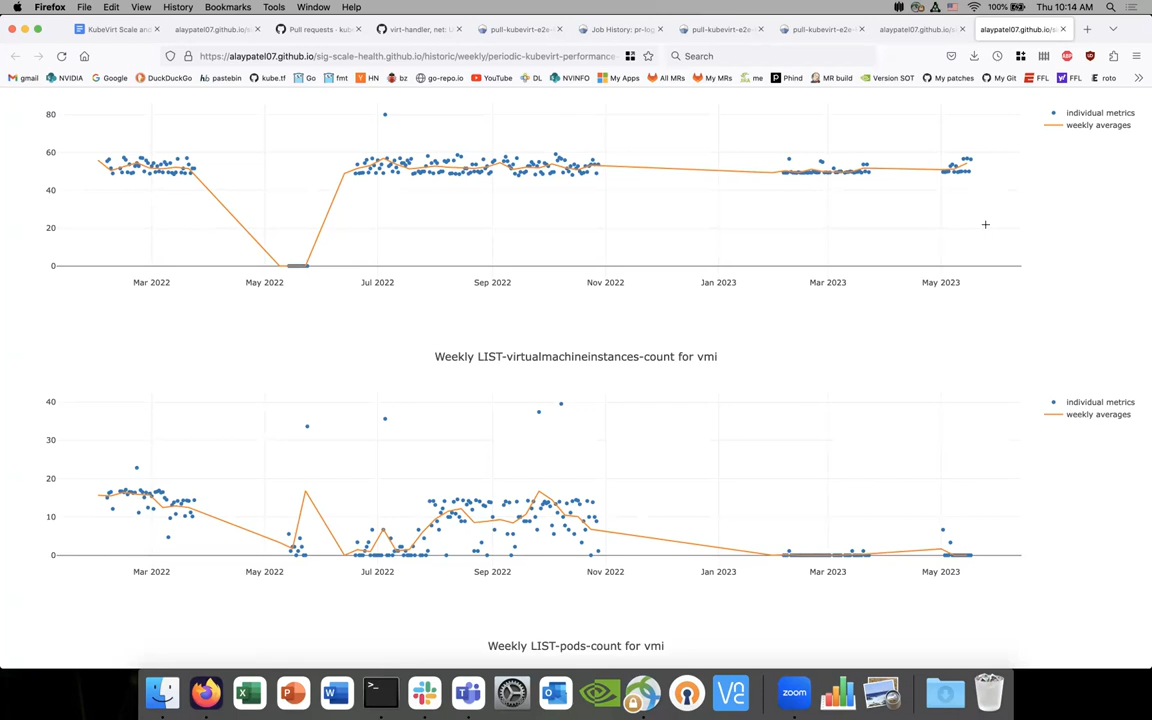 Firefox File Edit View History Bookmarks Tools Window Help 100% Thu 10:14 AM
KubeVirt Scale and alaypatel07.github.io/si Pull requests · kube virt-handler, net: L pull-kubevirt-e2e- Job History: pr-log pull-kubevirt-e2e- pull-kubevirt-e2e- alaypatel07.github.io/s alaypatel07.github.io/s
https://alaypatel07.github.io/sig-scale-health.github.io/historic/weekly/periodic-kubevirt-performance- Search
gmail NVIDIA Google DuckDuckGo pastebin kube.tf Git fmt HN bz go-repo.io YouTube DL NVINFO My Apps All MRs My MRs me Phind MR build Version SOT My patches My Git FFL FFL roto
80
individual metrics
weekly averages
60
40
20
0
Mar 2022 May 2022 Jul 2022 Sep 2022 Nov 2022 Jan 2023 Mar 2023 May 2023
Weekly LIST-virtualmachineinstances-count for vmi
40
individual metrics
weekly averages
30
20
10
0
Mar 2022 May 2022 Jul 2022 Sep 2022 Nov 2022 Jan 2023 Mar 2023 May 2023
Weekly LIST-pods-count for vmi
zoom